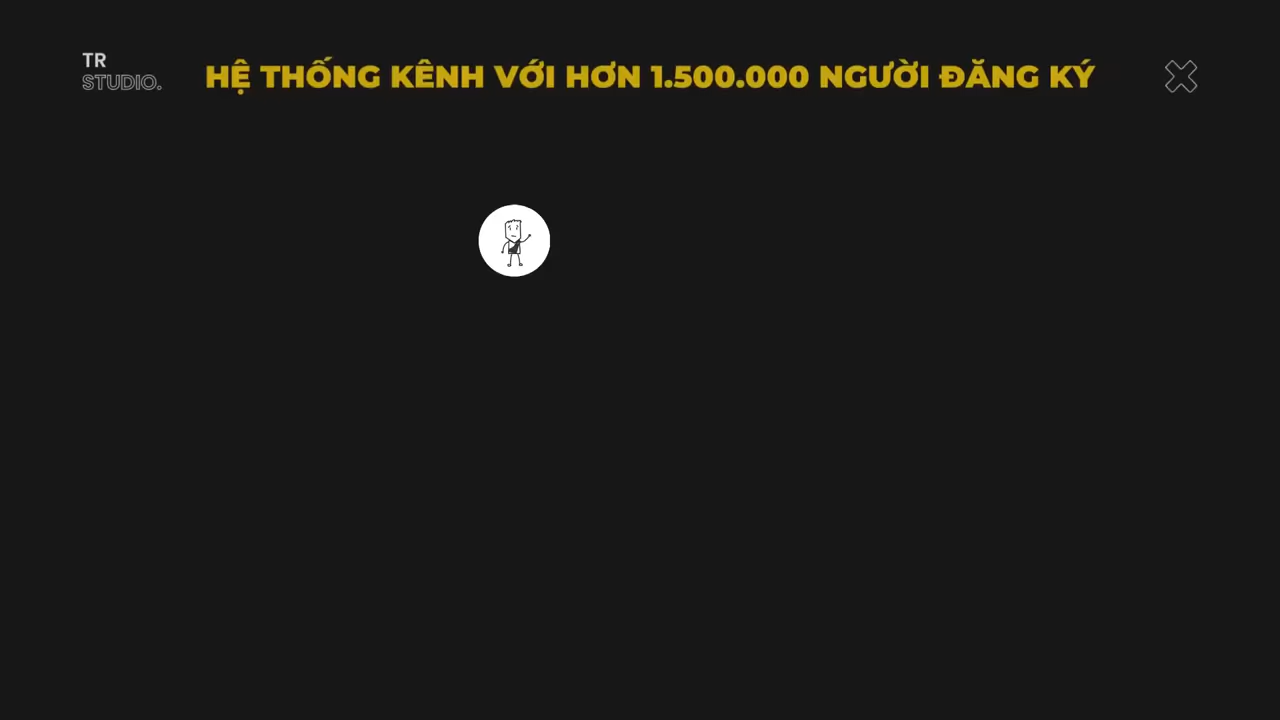 TR
STUDIO.
HỆ THỐNG KÊNH VỚI HƠN 1.500.000 NGƯỜI ĐĂNG KÝ